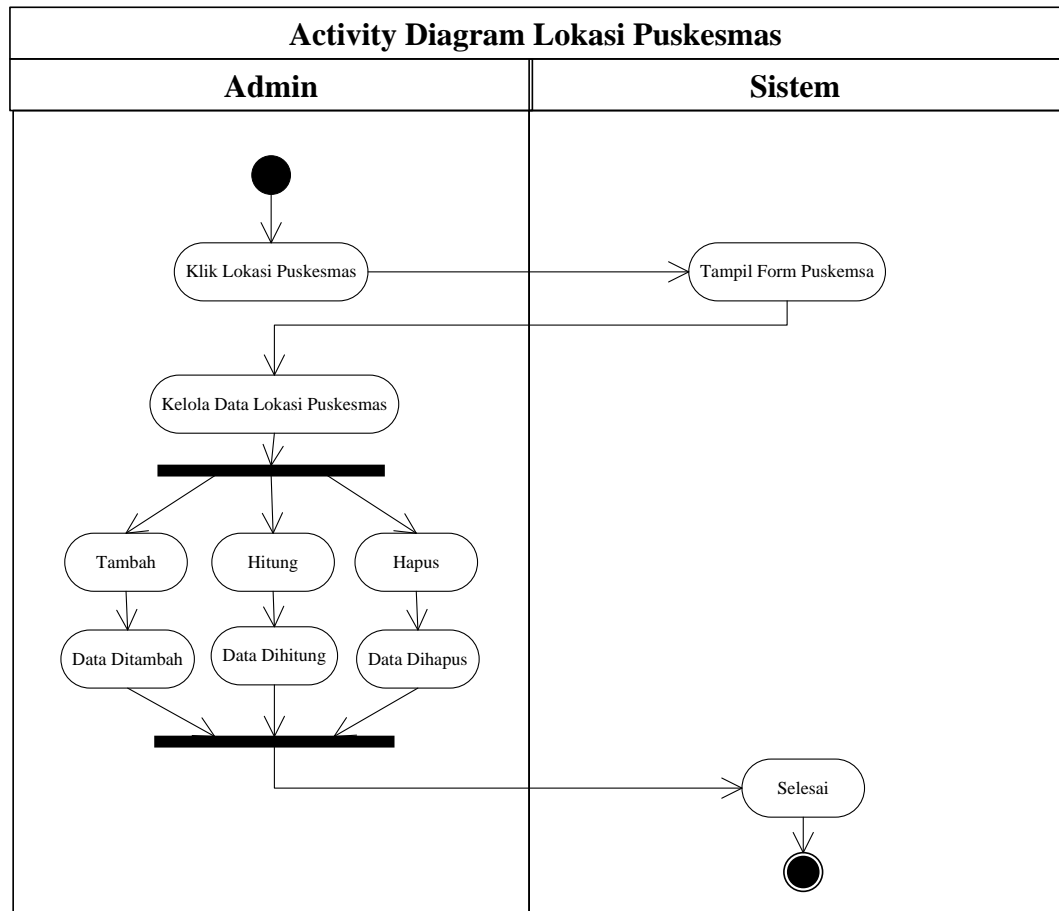 Activity Diagram Lokasi Puskesmas
Admin
Sistem
Klik Lokasi Puskesmas
Tampil Form Puskemsa
Kelola Data Lokasi Puskesmas
Tambah
Hitung
Hapus
Data Ditambah
Data Dihitung
Data Dihapus
Selesai